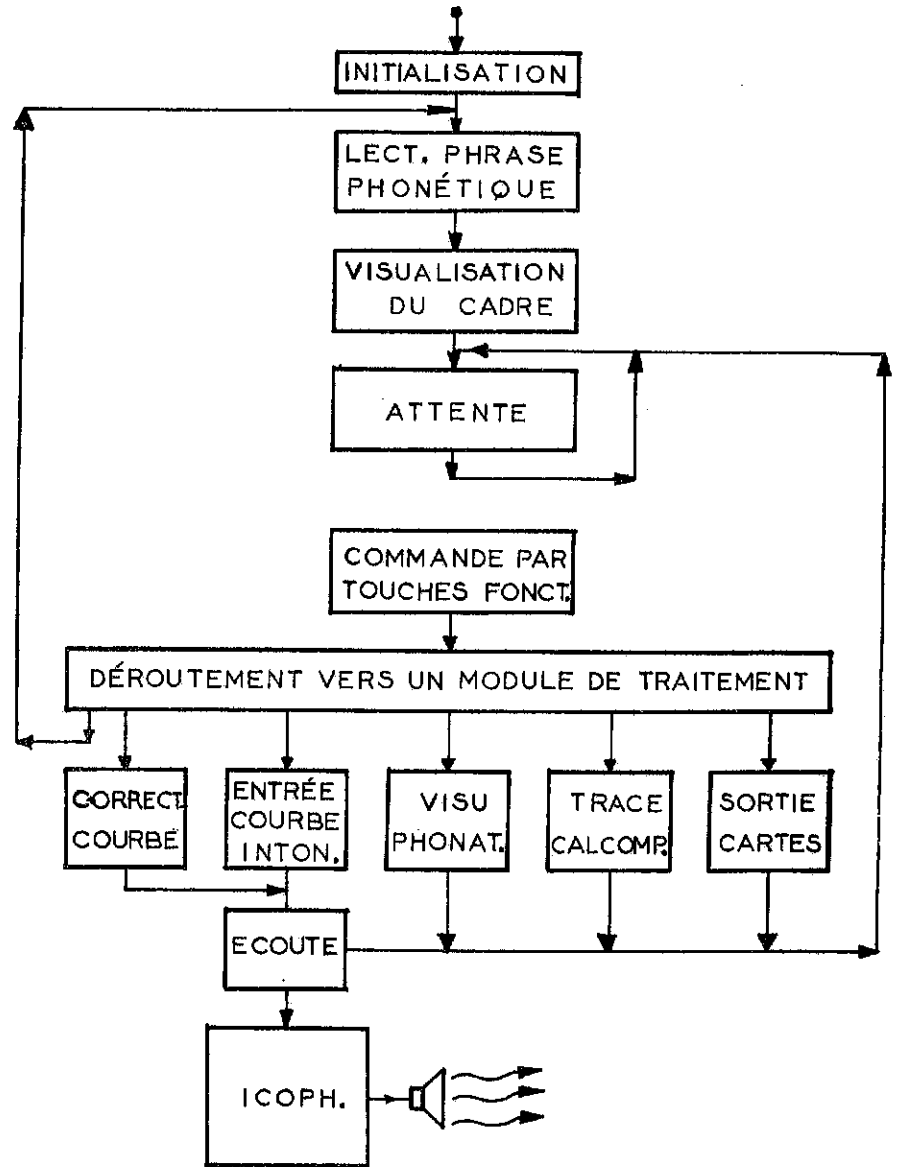 INITIALISATION
LECT. PHRASE
PHONÉTIQUE
VISUALISATION
DU CADRE
ATTENTE
COMMANDE PAR
TOUCHES FONCT.
DÉROUTEMENT VERS UN MODULE DE TRAITEMENT
CORRECT.
COURBE
ENTRÉE
COURBE
INTON.
VISU
PHONAT.
TRACE
CALCOMP.
SORTIE
CARTES
ECOUTE
ICOPH.